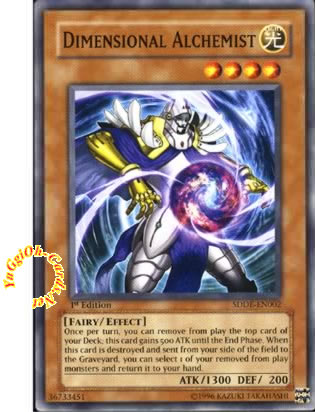 DIMENSIONAL ALCHEMIST
光
YuGgiOh-Cards.Net
1st Edition
SDDE-EN002
[FAIRY/EFFECT]
Once per turn, you can remove from play the top card of
your Deck, this card gains 500 ATK until the End Phase. When
this card is destroyed and sent from your side of the field to
the Graveyard, you can select 1 of your removed from play
monsters and return it to your hand.
ATK/1300 DEF/ 200
36733451
©1996 KAZUKI TAKAHASHI